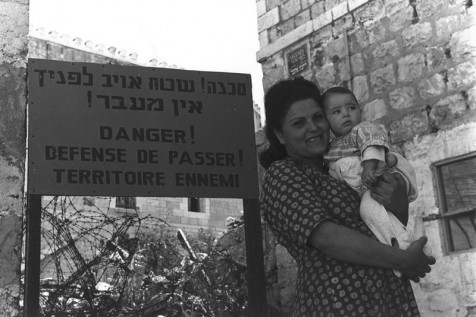 סכנה! שטח אויב לפניך
אין מעבר!
DANGER!
DEFENSE DE PASSER!
TERRITOIRE ENNEMI